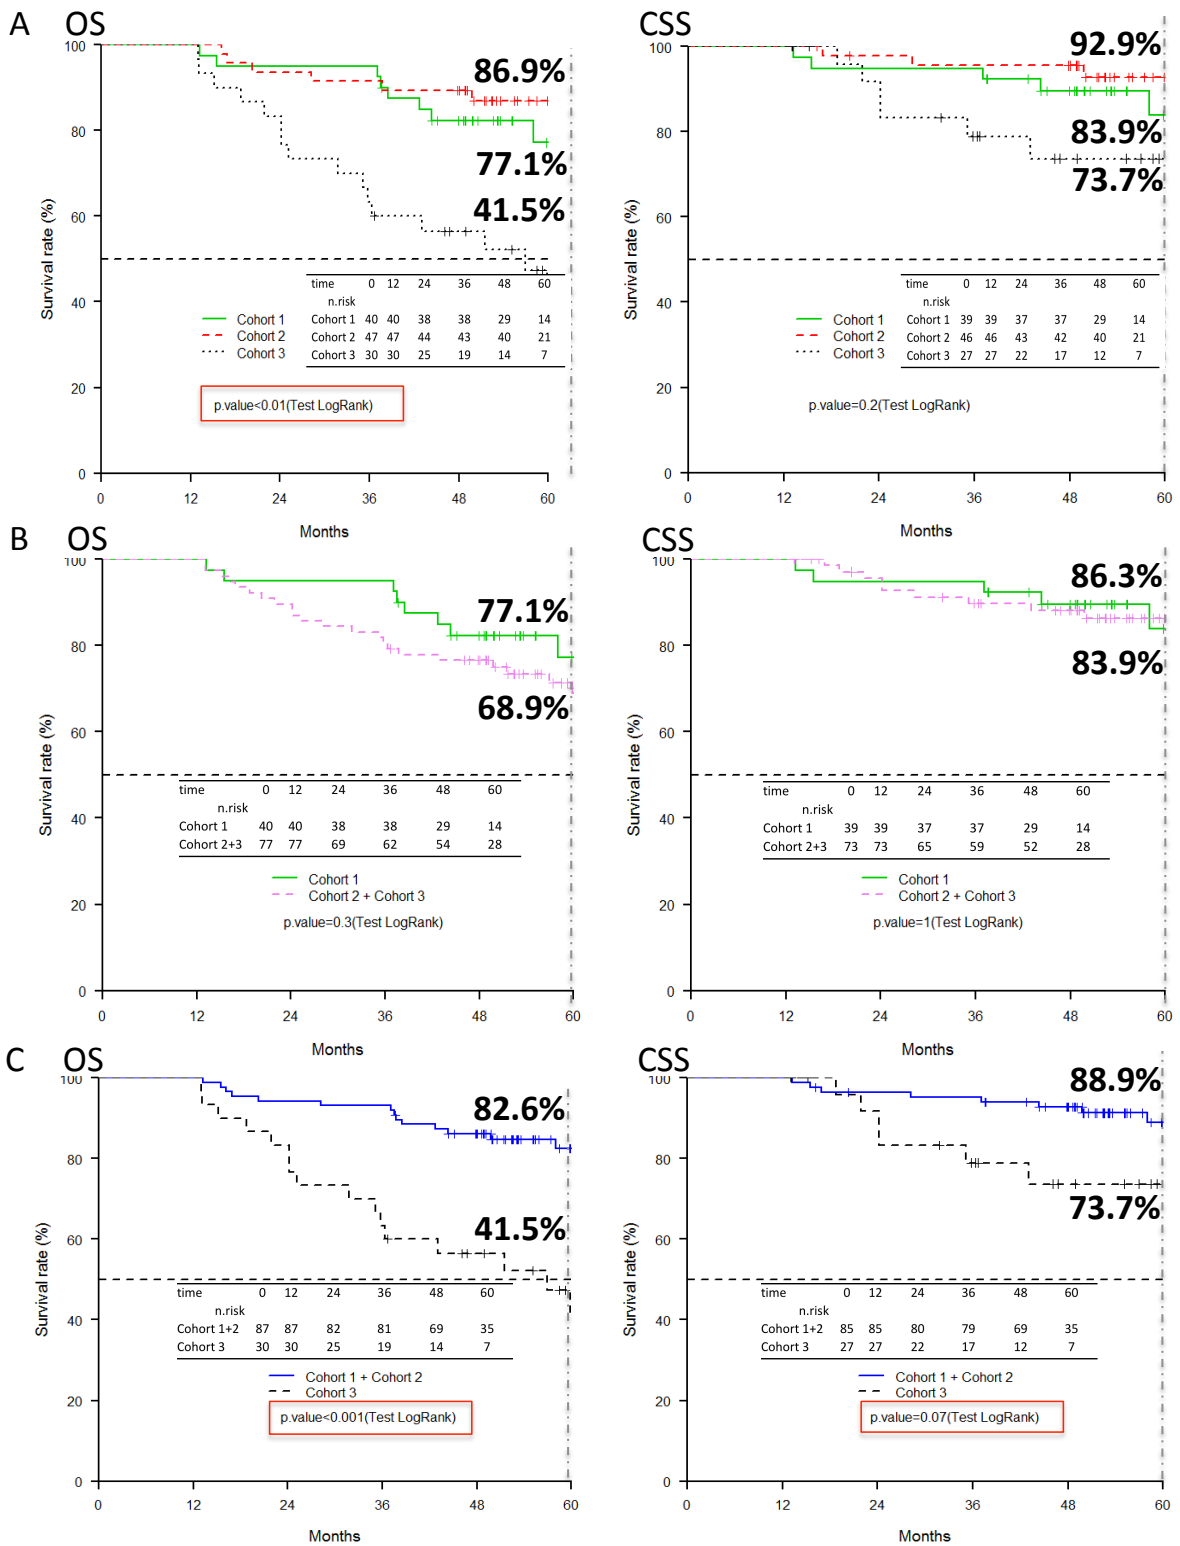 A OS CSS
100 86.9% 100 92.9%
80 77.1% 80 83.9%
41.5% 73.7%
60 60
Survival rate (%) Survival rate (%)
time 0 12 24 36 48 60 time 0 12 24 36 48 60
n.risk n.risk
40 Cohort 1 Cohort 1 40 40 38 38 29 14 40 Cohort 1 Cohort 1 39 39 37 37 29 14
Cohort 2 Cohort 2 47 47 44 43 40 21 Cohort 2 Cohort 2 46 46 43 42 40 21
Cohort 3 Cohort 3 30 30 25 19 14 7 Cohort 3 Cohort 3 27 27 22 17 12 7
20 p.value<0.01(Test LogRank) 20 p.value=0.2(Test LogRank)
0 0
0 12 24 36 48 60 0 12 24 36 48 60
Months Months
B OS CSS
100 77.1% 100 86.3%
80 68.9% 80 83.9%
60 60
Survival rate (%) Survival rate (%)
time 0 12 24 36 48 60 time 0 12 24 36 48 60
n.risk n.risk
40 Cohort 1 40 40 38 38 29 14 40 Cohort 1 39 39 37 37 29 14
Cohort 2+3 77 77 69 62 54 28 Cohort 2+3 73 73 65 59 52 28
Cohort 1 Cohort 1
20 Cohort 2 + Cohort 3 20 Cohort 2 + Cohort 3
p.value=0.3(Test LogRank) p.value=1(Test LogRank)
0 0
0 12 24 36 48 60 0 12 24 36 48 60
Months Months
C OS CSS
100 82.6% 100 88.9%
80 41.5% 80 73.7%
60 60
Survival rate (%) Survival rate (%)
time 0 12 24 36 48 60 time 0 12 24 36 48 60
n.risk n.risk
40 Cohort 1+2 87 87 82 81 69 35 40 Cohort 1+2 85 85 80 79 69 35
Cohort 3 30 30 25 19 14 7 Cohort 3 27 27 22 17 12 7
Cohort 1 + Cohort 2 Cohort 1 + Cohort 2
20 Cohort 3 20 Cohort 3
p.value<0.001(Test LogRank) p.value=0.07(Test LogRank)
0 0
0 12 24 36 48 60 0 12 24 36 48 60
Months Months